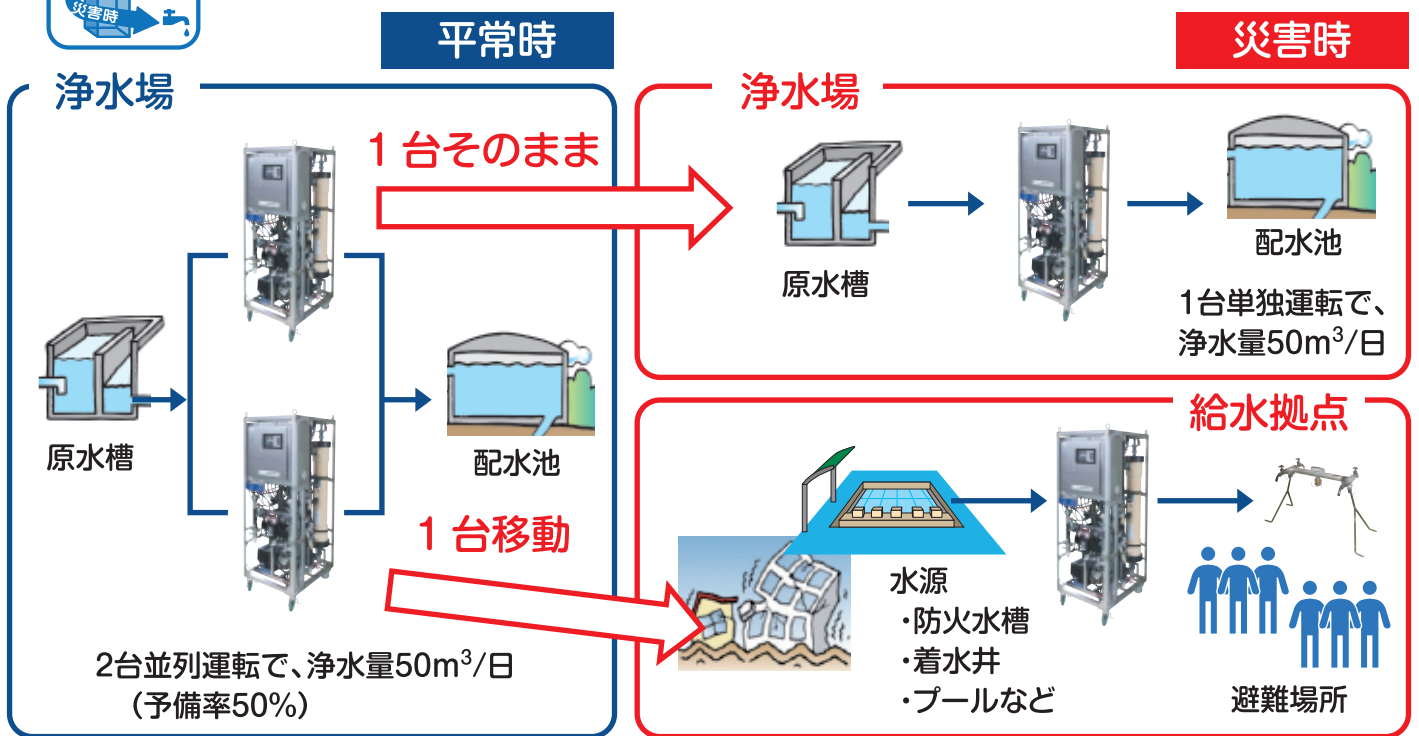 災害時
平常時
災害時
浄水場
1台そのまま
原水槽
配水池
1台移動
2台並列運転で、浄水量50m³/日
(予備率50%)
浄水場
原水槽
配水池
1台単独運転で、
浄水量50m³/日
給水拠点
水源
・防火水槽
・着水井
・プールなど
避難場所